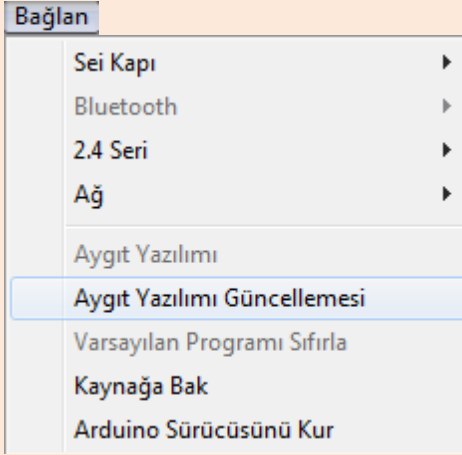 Bağlan
Sei Kapı
Bluetooth
2.4 Seri
Ağ
Aygıt Yazılımı
Aygıt Yazılımı Güncellemesi
Varsayılan Programı Sıfırla
Kaynağa Bak
Arduino Sürücüsünü Kur